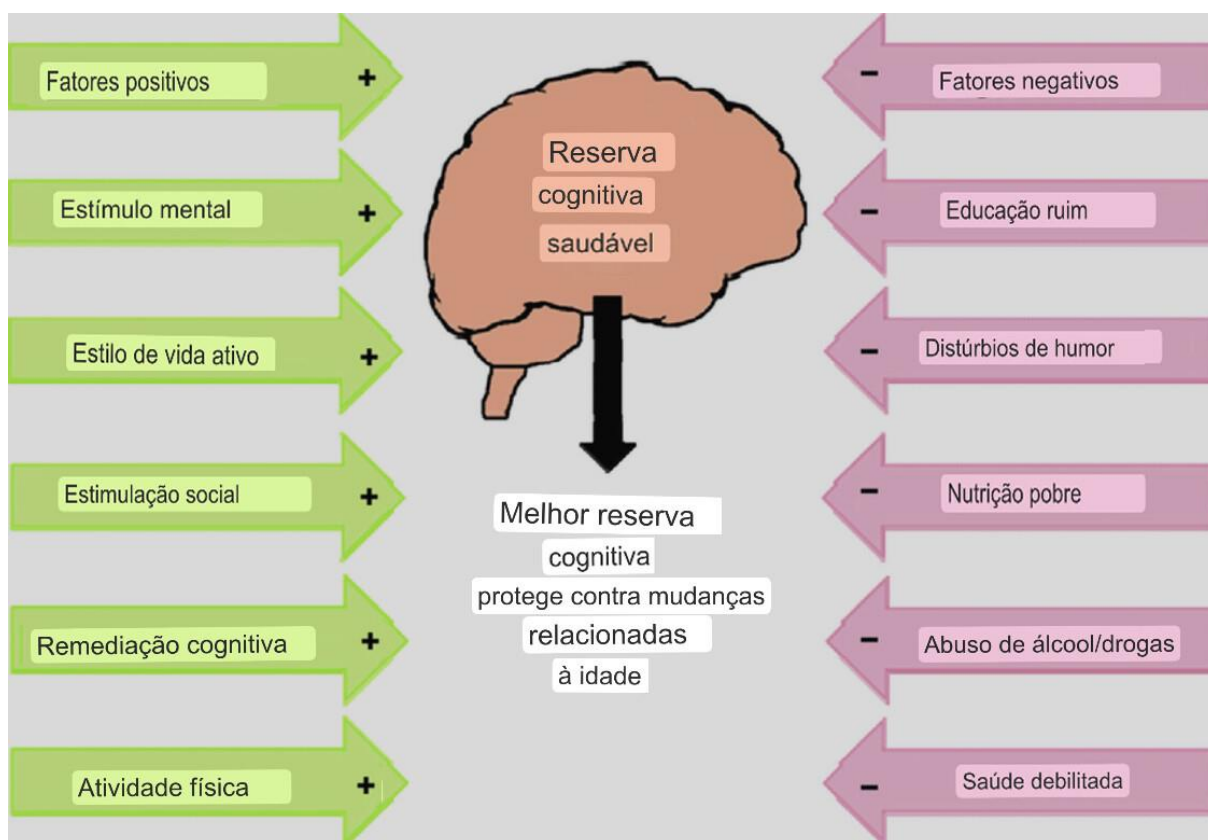 Fatores positivos
+
Estímulo mental
+
Estilo de vida ativo
+
Estimulação social
+
Remediação cognitiva
+
Atividade física
+
Reserva
cognitiva
saudável
Melhor reserva
cognitiva
protege contra mudanças
relacionadas
à idade
−
Fatores negativos
−
Educação ruim
−
Distúrbios de humor
−
Nutrição pobre
−
Abuso de álcool/drogas
−
Saúde debilitada